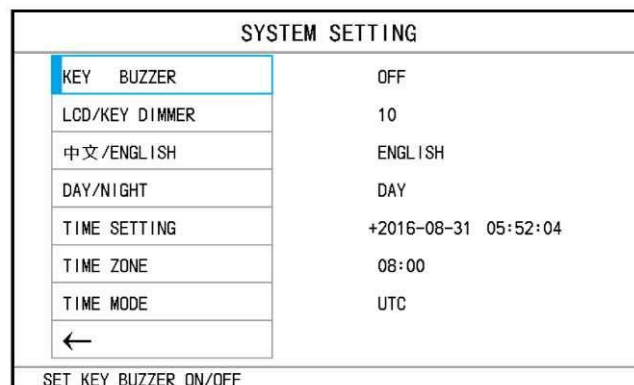 SYSTEM SETTING
KEY BUZZER OFF
LCD/KEY DIMMER 10
中文/ENGLISH ENGLISH
DAY/NIGHT DAY
TIME SETTING +2016-08-31 05:52:04
TIME ZONE 08:00
TIME MODE UTC
←
SET KEY BUZZER ON/OFF